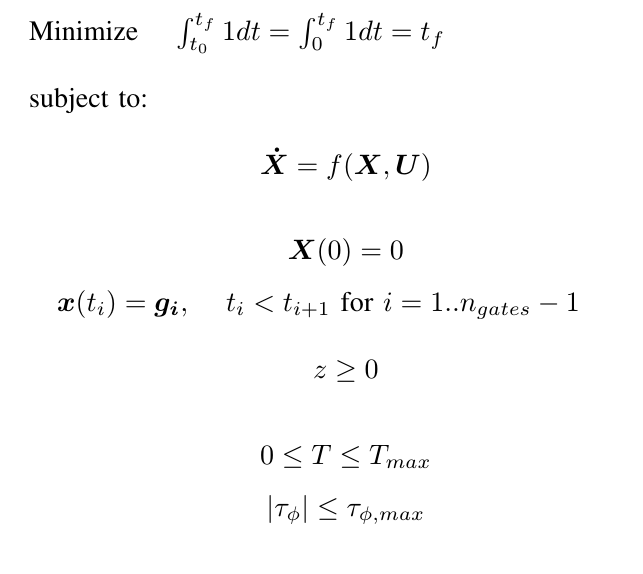 Minimize ∫_{t_0}^{t_f} 1dt = ∫_0^{t_f} 1dt = t_f
subject to:
Ẋ = f(X, U)
X(0) = 0
x(t_i) = g_i, t_i < t_{i+1} for i = 1..n_{gates} − 1
z ≥ 0
0 ≤ T ≤ T_{max}
|τ_ϕ| ≤ τ_{ϕ,max}